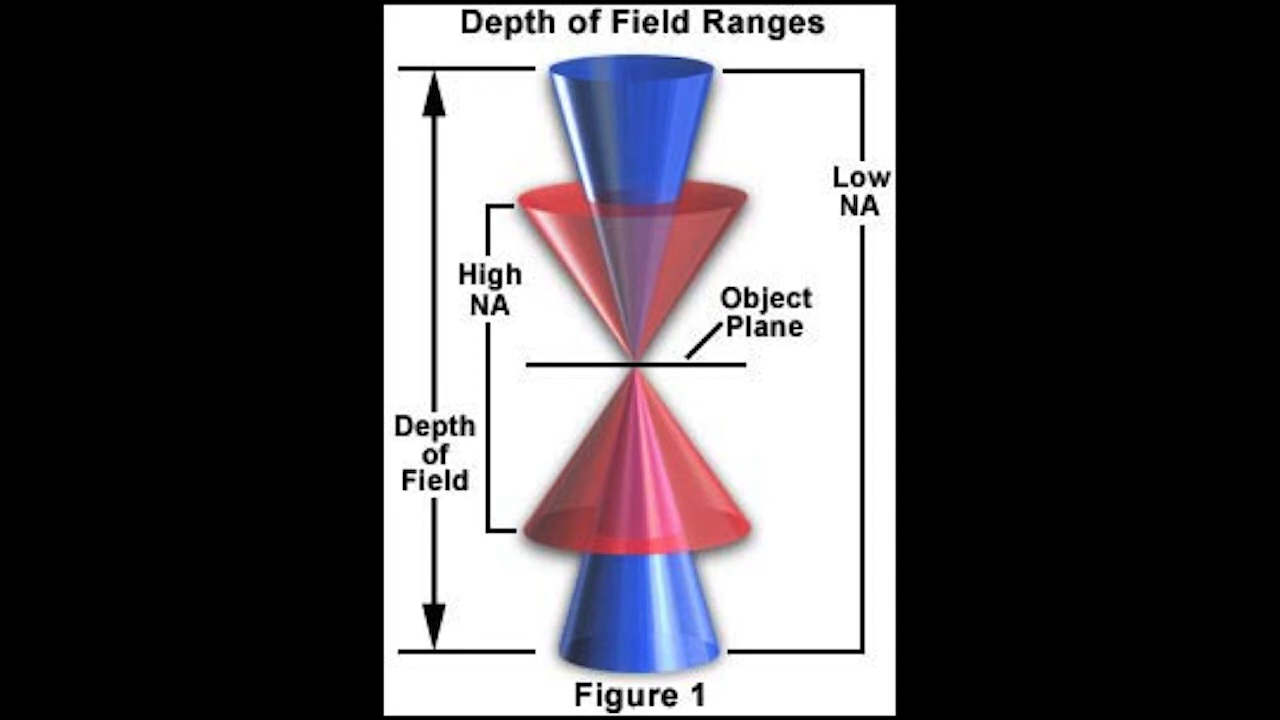 Depth of Field Ranges
Low
NA
High
NA
Object
Plane
Depth
of
Field
Figure 1